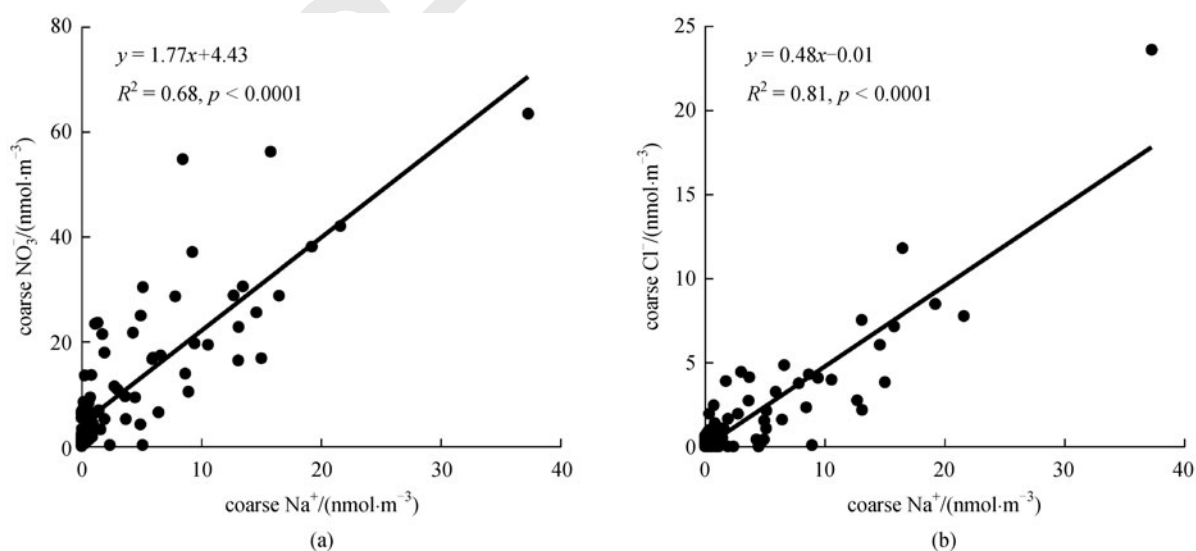 80
60
40
20
0
y = 1.77x+4.43
R² = 0.68, p < 0.0001
coarse NO₃⁻/(nmol·m⁻³)
0 10 20 30 40
coarse Na⁺/(nmol·m⁻³)
(a)
25
20
15
10
5
0
y = 0.48x−0.01
R² = 0.81, p < 0.0001
coarse Cl⁻/(nmol·m⁻³)
0 10 20 30 40
coarse Na⁺/(nmol·m⁻³)
(b)